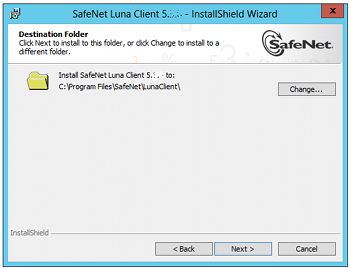 SafeNet Luna Client 5. - InstallShield Wizard
Destination Folder
Click Next to install to this folder, or click Change to install to a
different folder.
SafeNet.
Install SafeNet Luna Client 5. to:
C:\Program Files\SafeNet\LunaClient\
Change...
InstallShield
< Back
Next >
Cancel